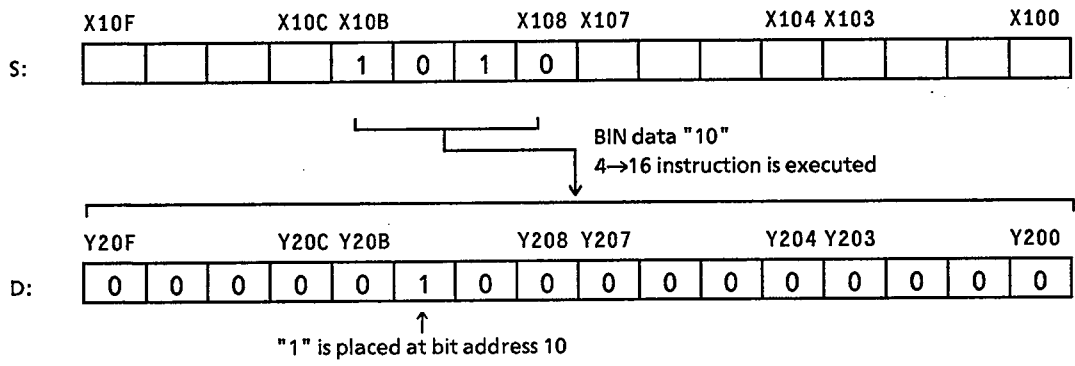 X10F X10C X10B X108 X107 X104 X103 X100
S: 1 0 1 0
BIN data "10"
4→16 instruction is executed
Y20F Y20C Y20B Y208 Y207 Y204 Y203 Y200
D: 0 0 0 0 0 1 0 0 0 0 0 0 0 0 0 0
"1" is placed at bit address 10